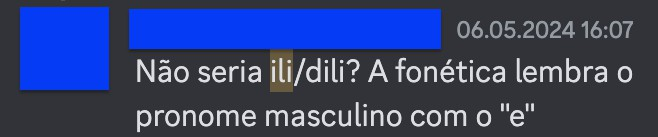 06.05.2024 16:07
Não seria ili/dili? A fonética lembra o
pronome masculino com o "e"